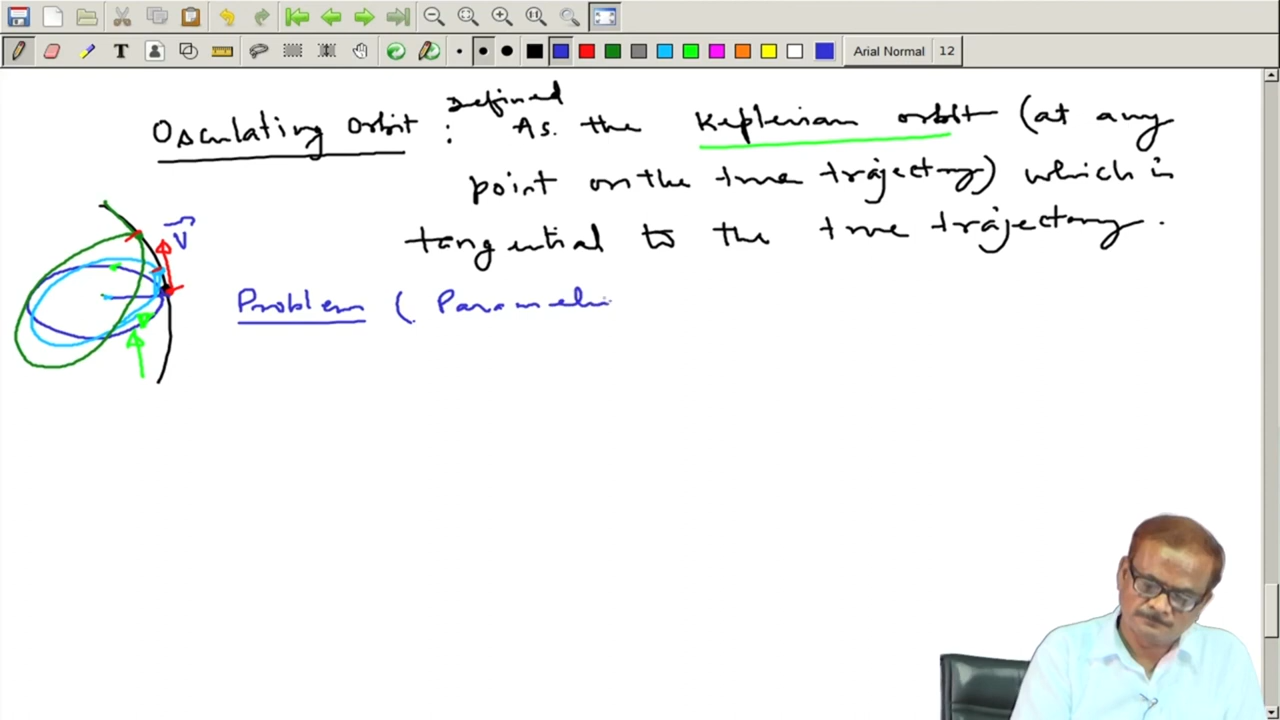 Arial Normal 12
Defined
Osculating Orbit : As the Keplerian orbit (at any
point on the true trajectory) which is
tangential to the true trajectory.
V
Problem ( Parametri